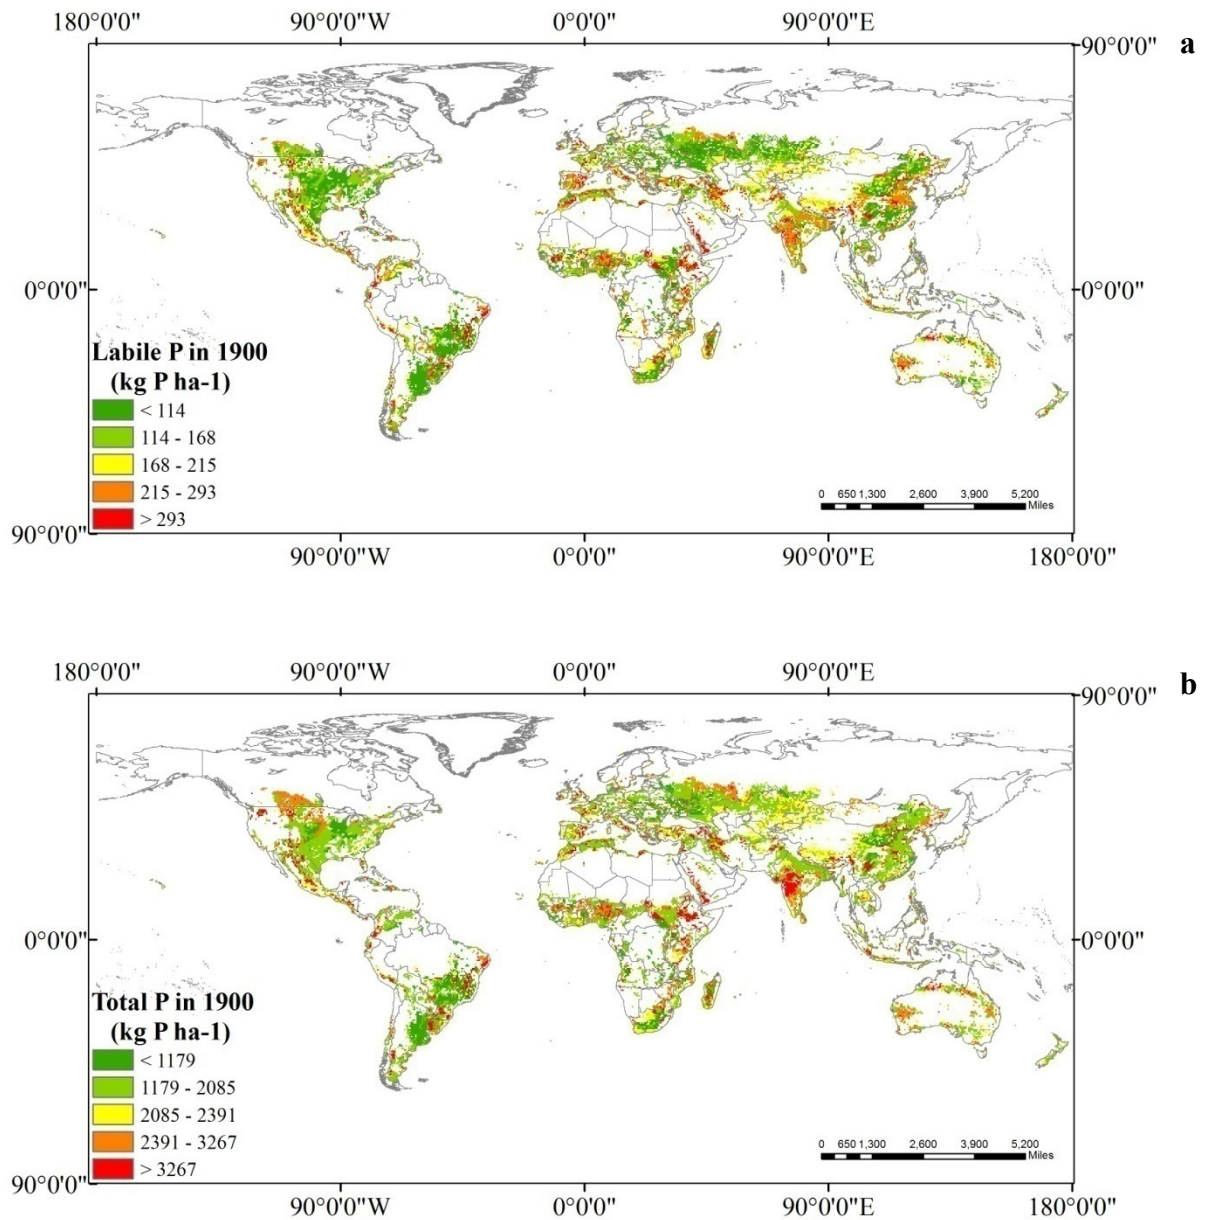 180°0'0"
90°0'0"W
0°0'0"
90°0'0"E
90°0'0"
a
0°0'0"
0°0'0"
Labile P in 1900
(kg P ha-1)
< 114
114 - 168
168 - 215
215 - 293
> 293
0 650 1,300 2,600 3,900 5,200
Miles
90°0'0"
90°0'0"W
0°0'0"
90°0'0"E
180°0'0"
180°0'0"
90°0'0"W
0°0'0"
90°0'0"E
90°0'0"
b
0°0'0"
0°0'0"
Total P in 1900
(kg P ha-1)
< 1179
1179 - 2085
2085 - 2391
2391 - 3267
> 3267
0 650 1,300 2,600 3,900 5,200
Miles
90°0'0"
90°0'0"W
0°0'0"
90°0'0"E
180°0'0"